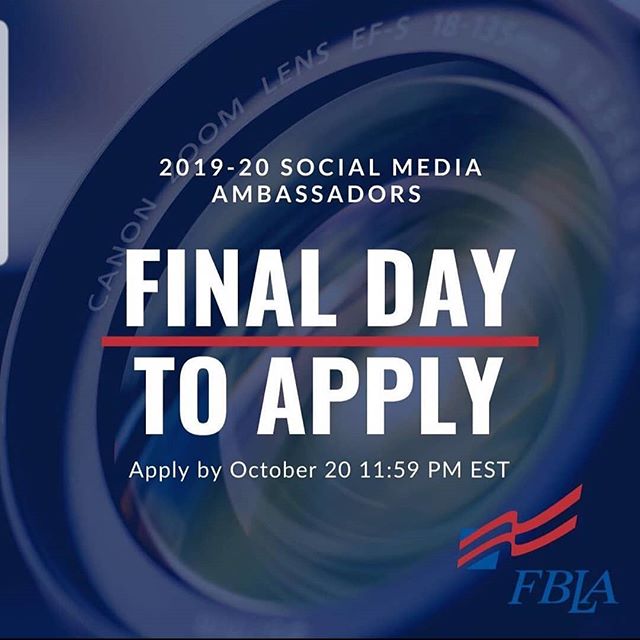 CANON ZOOM LENS EF-S 18-135mm
2019-20 SOCIAL MEDIA
AMBASSADORS
FINAL DAY
TO APPLY
Apply by October 20 11:59 PM EST
FBLA